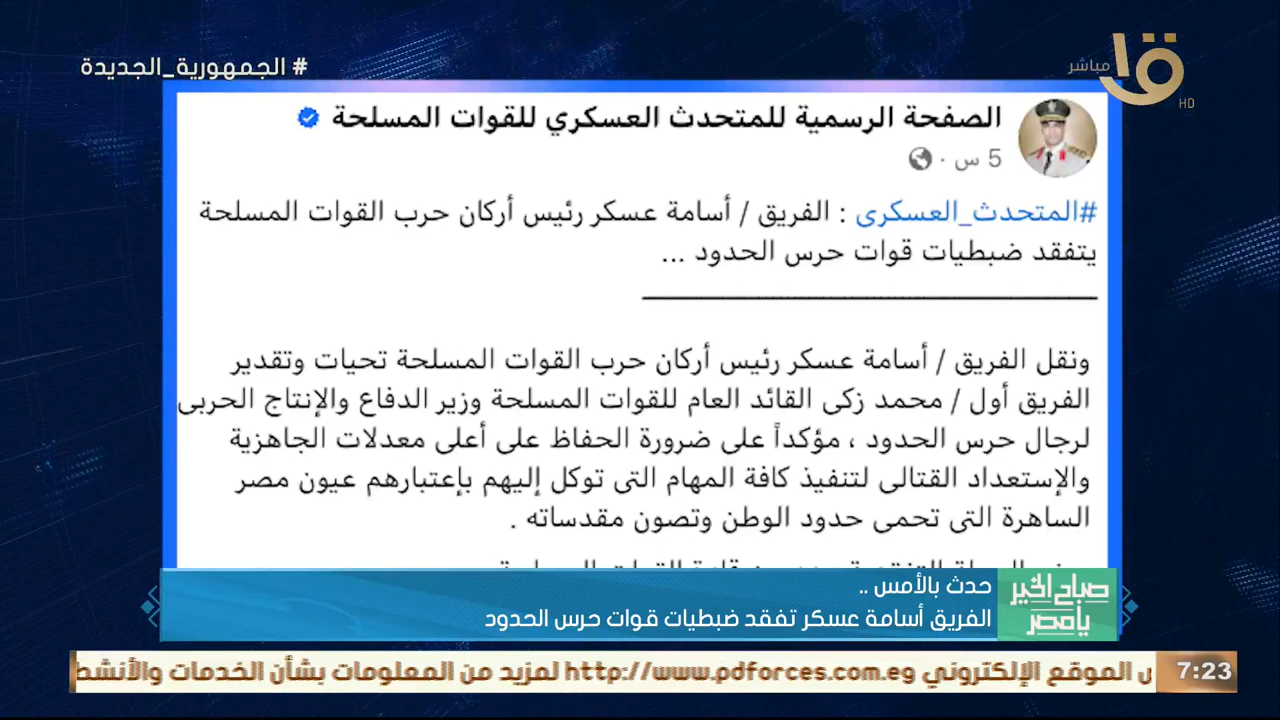 # الجمهورية_الجديدة
مباشر
HD
الصفحة الرسمية للمتحدث العسكري للقوات المسلحة
5 س ·
#المتحدث_العسكرى : الفريق / أسامة عسكر رئيس أركان حرب القوات المسلحة
يتفقد ضبطيات قوات حرس الحدود ...
ونقل الفريق / أسامة عسكر رئيس أركان حرب القوات المسلحة تحيات وتقدير
الفريق أول / محمد زكى القائد العام للقوات المسلحة وزير الدفاع والإنتاج الحربى
لرجال حرس الحدود ، مؤكداً على ضرورة الحفاظ على أعلى معدلات الجاهزية
والإستعداد القتالى لتنفيذ كافة المهام التى توكل إليهم بإعتبارهم عيون مصر
الساهرة التى تحمى حدود الوطن وتصون مقدساته .
صباح الخير
يا مصر
حدث بالأمس ..
الفريق أسامة عسكر تفقد ضبطيات قوات حرس الحدود
7:23
الموقع الإلكتروني http://www.pdforces.com.eg لمزيد من المعلومات بشأن الخدمات